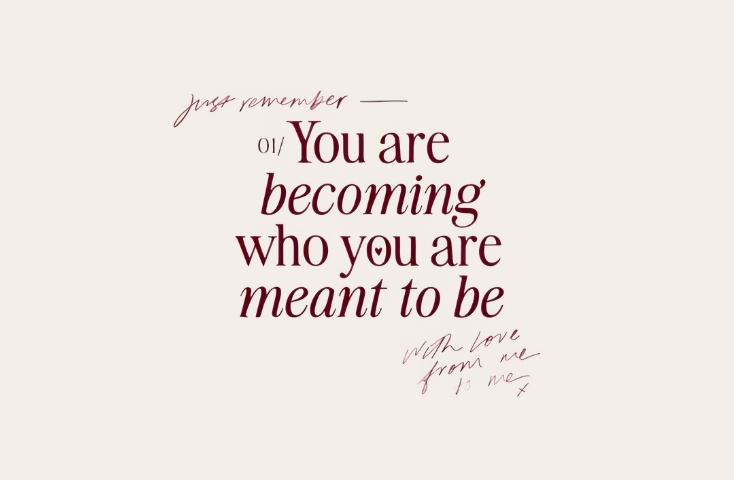 just remember —
01/ You are
becoming
who you are
meant to be
with love
from me
to me x